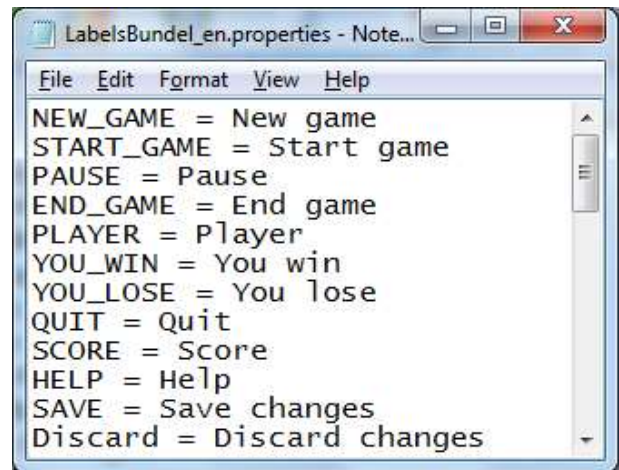 LabelsBundel_en.properties - Note...
File Edit Format View Help
NEW_GAME = New game
START_GAME = Start game
PAUSE = Pause
END_GAME = End game
PLAYER = Player
YOU_WIN = You win
YOU_LOSE = You lose
QUIT = Quit
SCORE = Score
HELP = Help
SAVE = Save changes
Discard = Discard changes